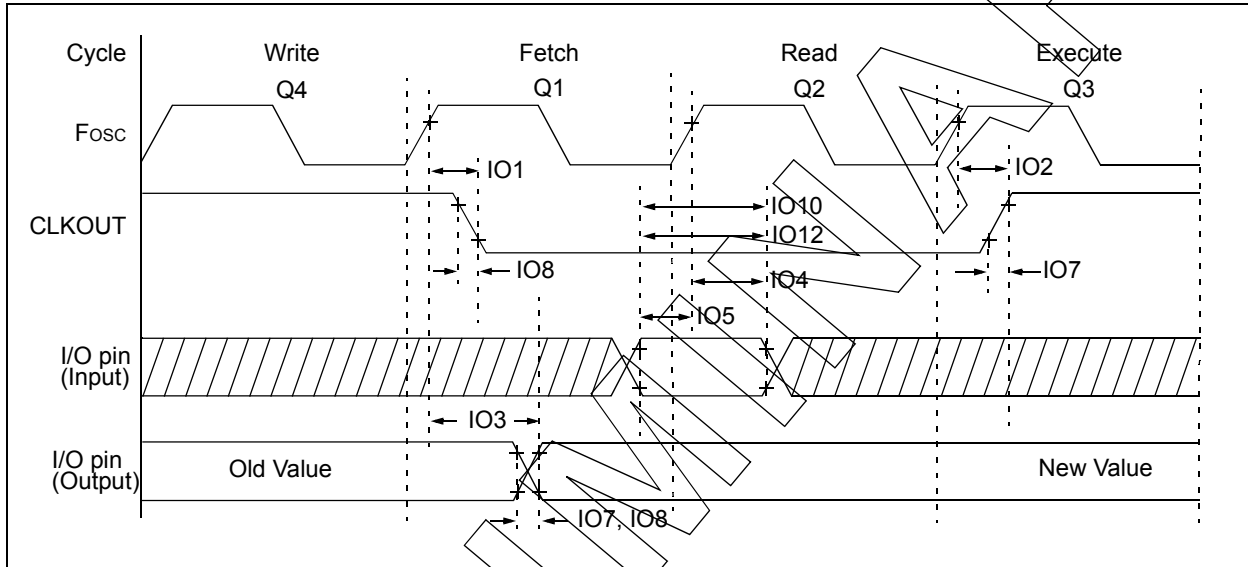 Cycle Write Fetch Read Execute
Q4 Q1 Q2 Q3
FOSC
IO1 IO2
CLKOUT
IO10
IO12
IO8 IO4 IO7
IO5
I/O pin
(Input)
IO3
I/O pin
(Output)
Old Value New Value
IO7, IO8